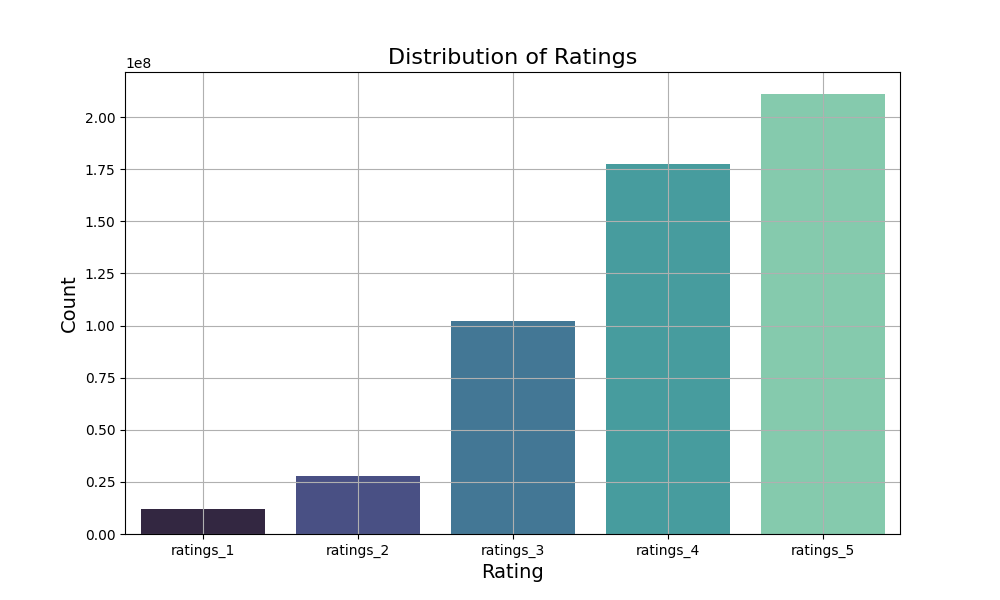 Distribution of Ratings
1e8
2.00
1.75
1.50
1.25
1.00
0.75
0.50
0.25
0.00
Count
ratings_1 ratings_2 ratings_3 ratings_4 ratings_5
Rating